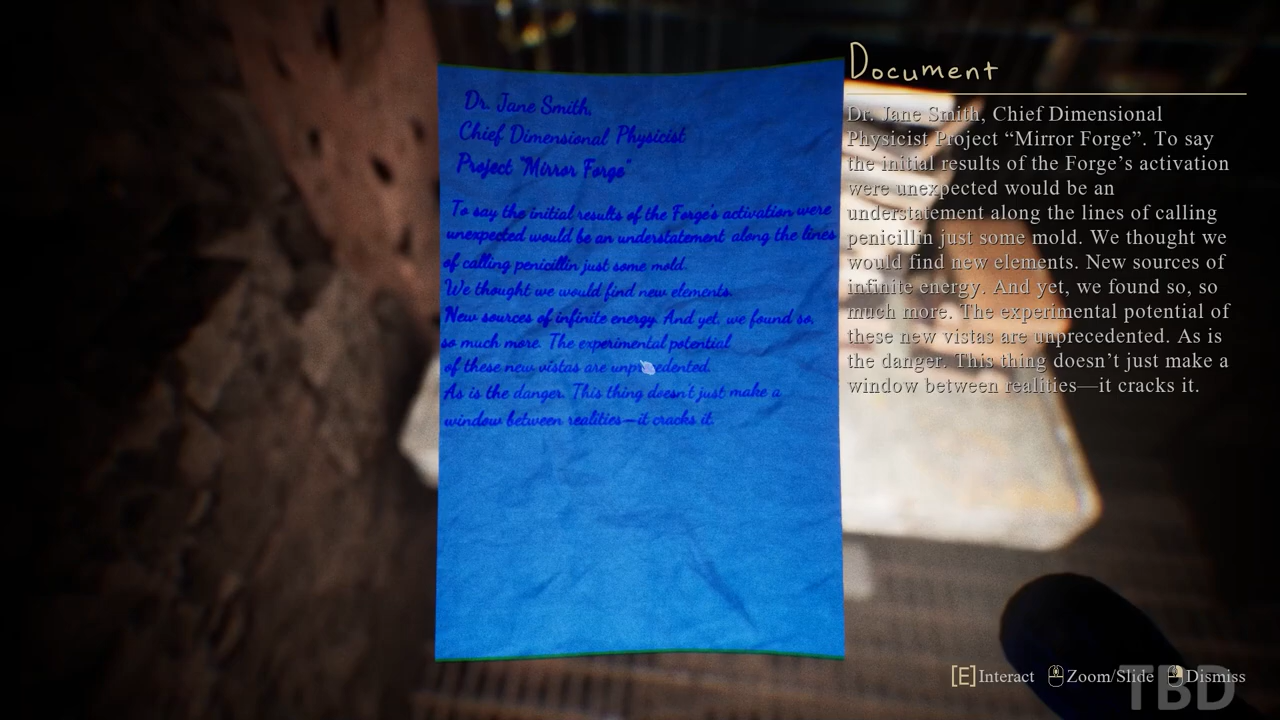 Dr. Jane Smith,
Chief Dimensional Physicist
Project "Mirror Forge"
To say the initial results of the Forge's activation were
unexpected would be an understatement along the lines
of calling penicillin just some mold.
We thought we would find new elements.
New sources of infinite energy. And yet, we found so,
so much more. The experimental potential
of these new vistas are unprecedented.
As is the danger. This thing doesn't just make a
window between realities—it cracks it.
Document
Dr. Jane Smith, Chief Dimensional
Physicist Project “Mirror Forge”. To say
the initial results of the Forge’s activation
were unexpected would be an
understatement along the lines of calling
penicillin just some mold. We thought we
would find new elements. New sources of
infinite energy. And yet, we found so, so
much more. The experimental potential of
these new vistas are unprecedented. As is
the danger. This thing doesn’t just make a
window between realities—it cracks it.
[E]Interact Zoom/Slide Dismiss
TBD